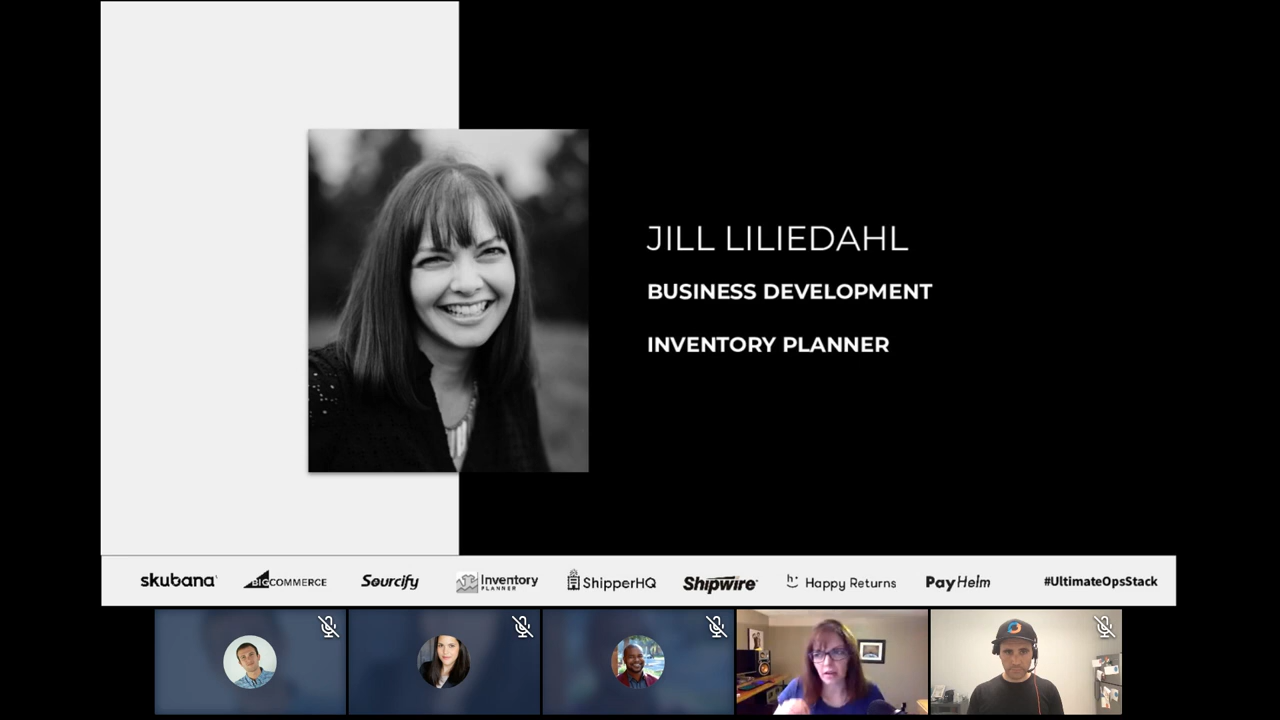 JILL LILIEDAHL
BUSINESS DEVELOPMENT
INVENTORY PLANNER
skubana BIGCOMMERCE Sourcify Inventory PLANNER ShipperHQ Shipwire Happy Returns PayHelm #UltimateOpsStack